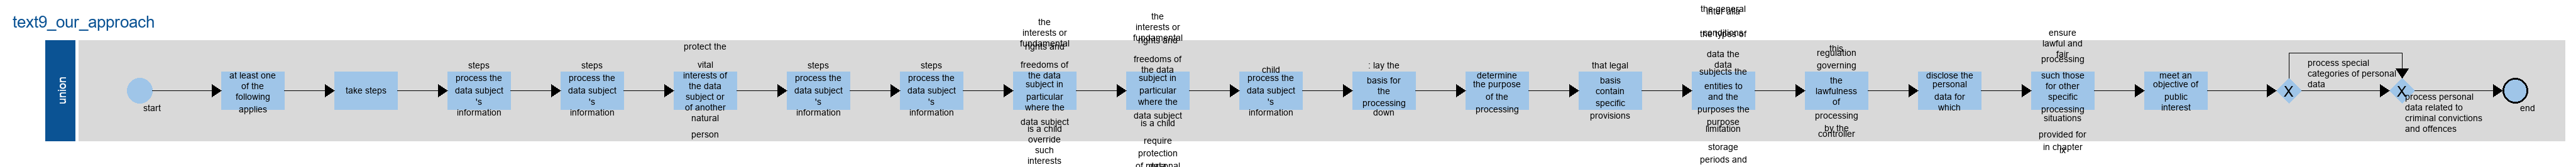 text9_our_approach
union
start
at least one
of the
following
applies
take steps
steps
process the
data subject
's
information
steps
process the
data subject
's
information
protect the
vital
interests of
the data
subject or
of another
natural
person
steps
process the
data subject
's
information
steps
process the
data subject
's
information
the
interests or
fundamental
rights and
freedoms of
the data
subject in
particular
where the
data subject
is a child
override
such
interests
the
interests or
fundamental
rights and
freedoms of
the data
subject in
particular
where the
data subject
is a child
require
protection
of personal
child
process the
data subject
's
information
: lay the
basis for
the
processing
down
determine
the purpose
of the
processing
that legal
basis
contain
specific
provisions
the general
conditions
the types of
data the
data
subjects the
entities to
and the
purposes the
purpose
limitation
storage
periods and
this
regulation
governing
the
lawfulness
of
processing
by the
controller
disclose the
personal
data for
which
ensure
lawful and
fair
processing
such those
for other
specific
processing
situations
provided for
in chapter
ix
meet an
objective of
public
interest
X
process special
categories of personal
data
X
process personal
data related to
criminal convictions
and offences
end